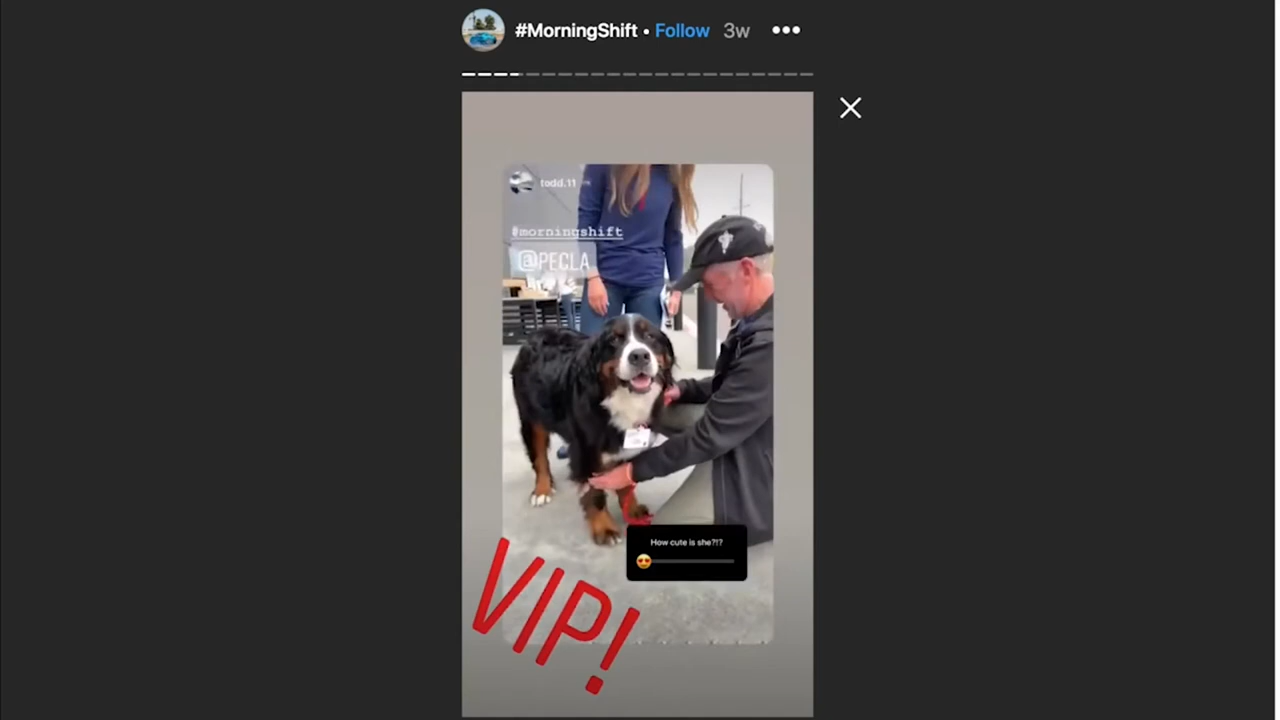 #MorningShift • Follow 3w •••
todd.11
#morningshift
@PECLA
How cute is she?!?
VIP!